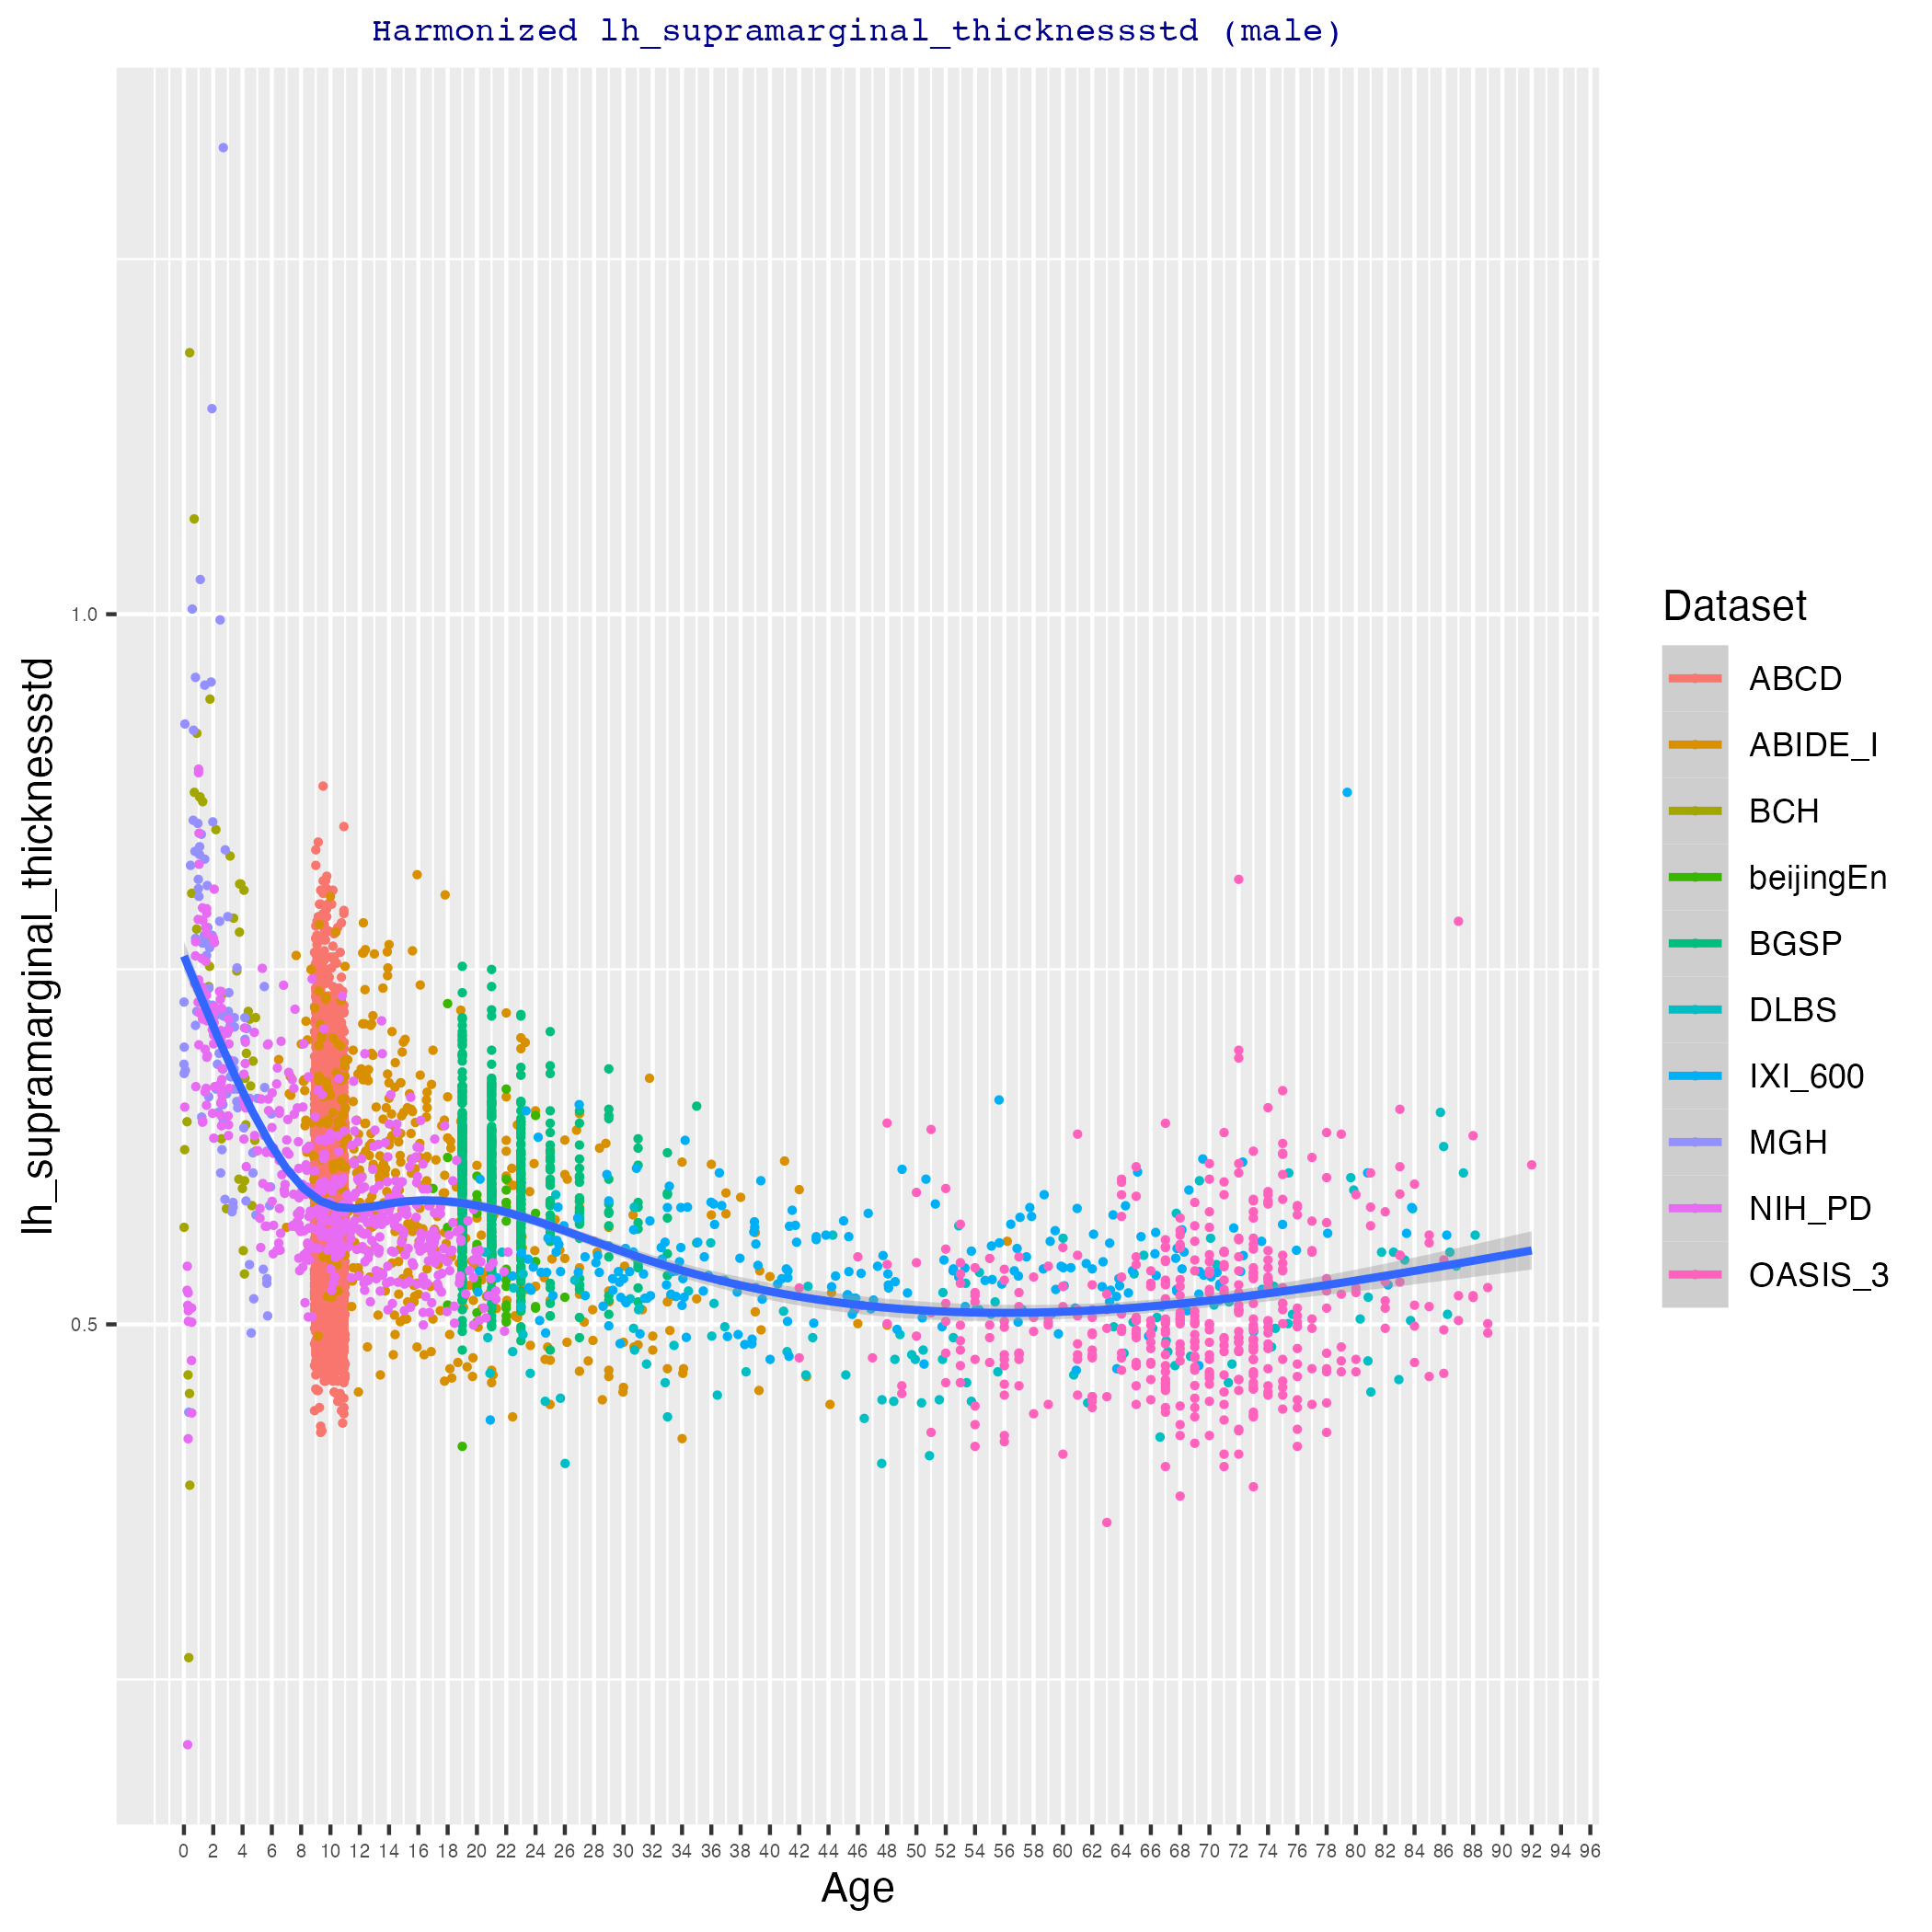 Harmonized lh_supramarginal_thicknessstd (male)
lh_supramarginal_thicknessstd
1.0
0.5
0 2 4 6 8 10 12 14 16 18 20 22 24 26 28 30 32 34 36 38 40 42 44 46 48 50 52 54 56 58 60 62 64 66 68 70 72 74 76 78 80 82 84 86 88 90 92 94 96
Age
Dataset
ABCD
ABIDE_I
BCH
beijingEn
BGSP
DLBS
IXI_600
MGH
NIH_PD
OASIS_3